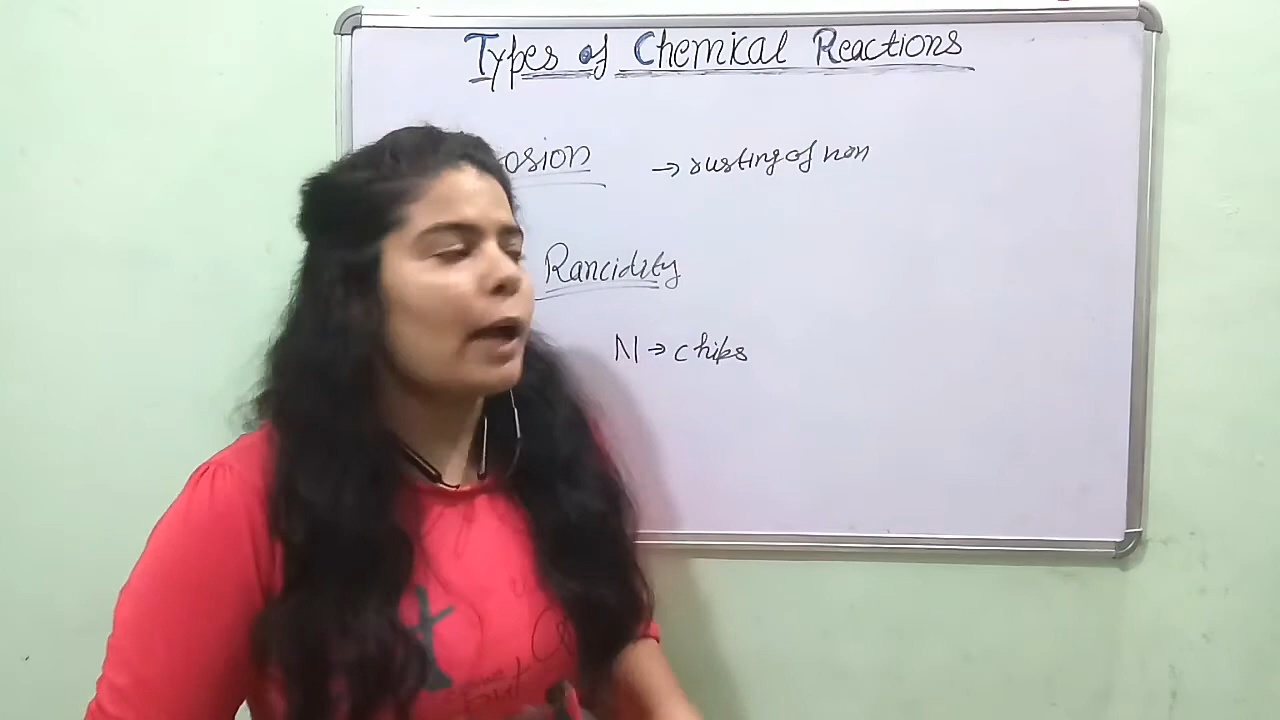 Types of Chemical Reactions
osion → rusting of iron
Rancidity
N → chips